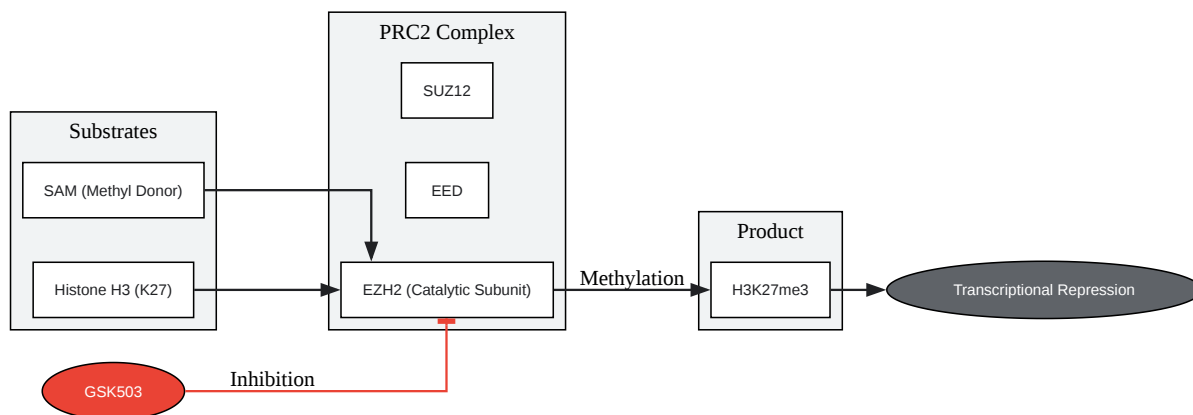 PRC2 Complex
SUZ12
Substrates
SAM (Methyl Donor)
EED
Product
Histone H3 (K27)
EZH2 (Catalytic Subunit)
Methylation
H3K27me3
Transcriptional Repression
GSK503
Inhibition